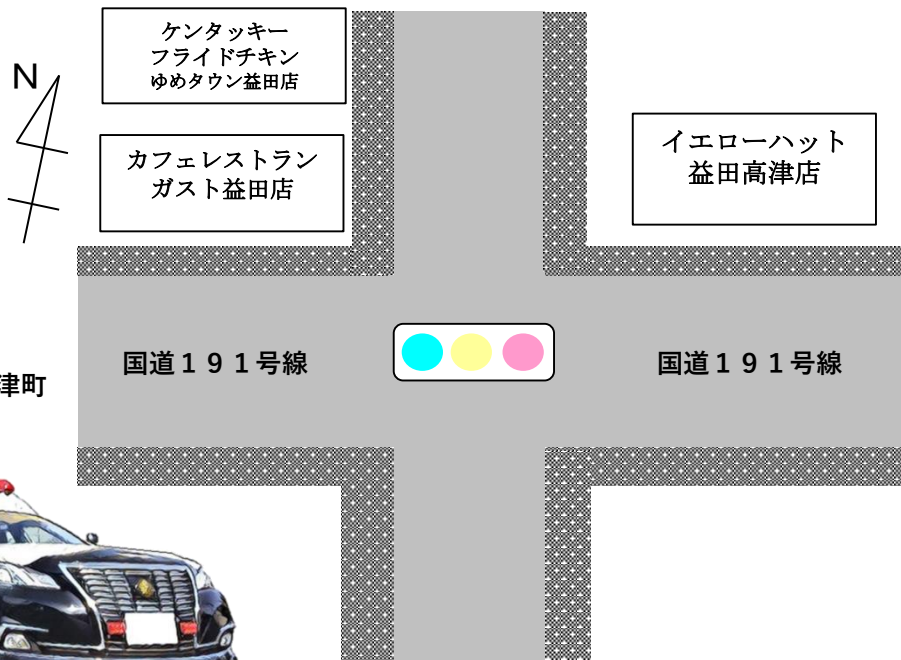 ケンタッキー
フライドチキン
ゆめタウン益田店
N
カフェレストラン
ガスト益田店
イエローハット
益田高津店
国道１９１号線
国道１９１号線
津町